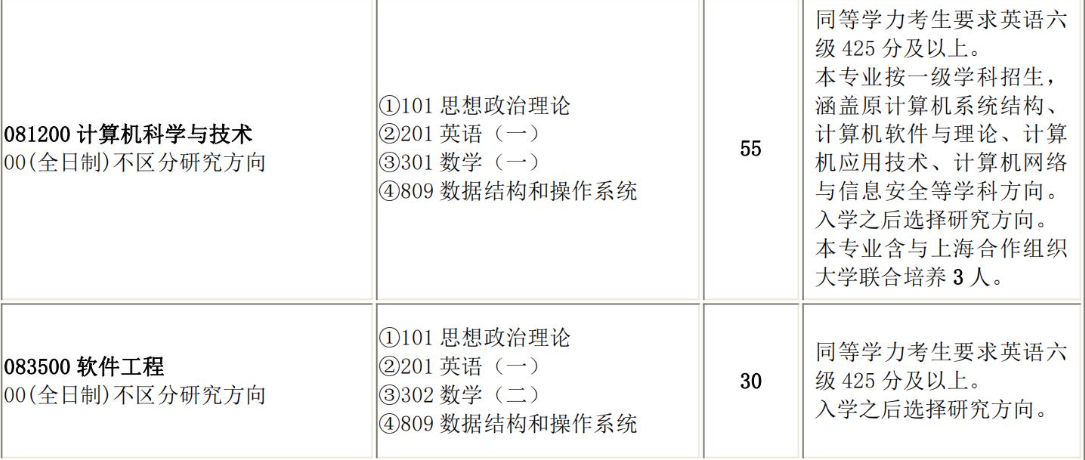 081200 计算机科学与技术
00(全日制)不区分研究方向
①101 思想政治理论
②201 英语（一）
③301 数学（一）
④809 数据结构和操作系统
55
同等学力考生要求英语六
级 425 分及以上。
本专业按一级学科招生，
涵盖原计算机系统结构、
计算机软件与理论、计算
机应用技术、计算机网络
与信息安全等学科方向。
入学之后选择研究方向。
本专业含与上海合作组织
大学联合培养 3 人。
083500 软件工程
00(全日制)不区分研究方向
①101 思想政治理论
②201 英语（一）
③302 数学（二）
④809 数据结构和操作系统
30
同等学力考生要求英语六
级 425 分及以上。
入学之后选择研究方向。